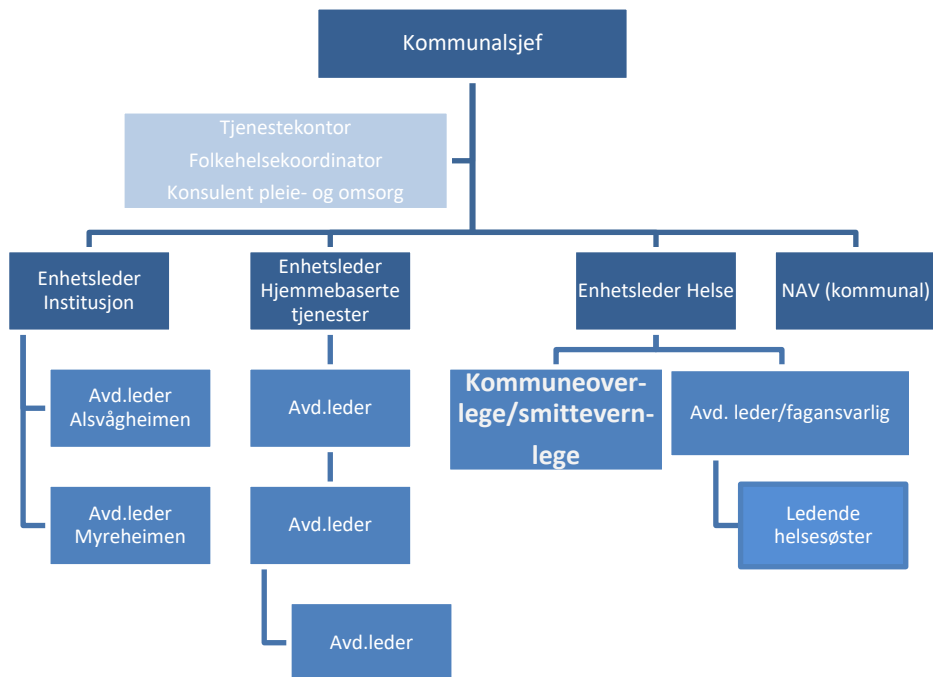 Kommunalsjef
Tjenestekontor
Folkehelsekoordinator
Konsulent pleie- og omsorg
Enhetsleder
Institusjon
Enhetsleder
Hjemmebaserte
tjenester
Enhetsleder Helse
NAV (kommunal)
Avd.leder
Alsvågheimen
Avd.leder
Kommuneover-
lege/smittevern-
lege
Avd. leder/fagansvarlig
Avd.leder
Myreheimen
Avd.leder
Ledende
helsesøster
Avd.leder